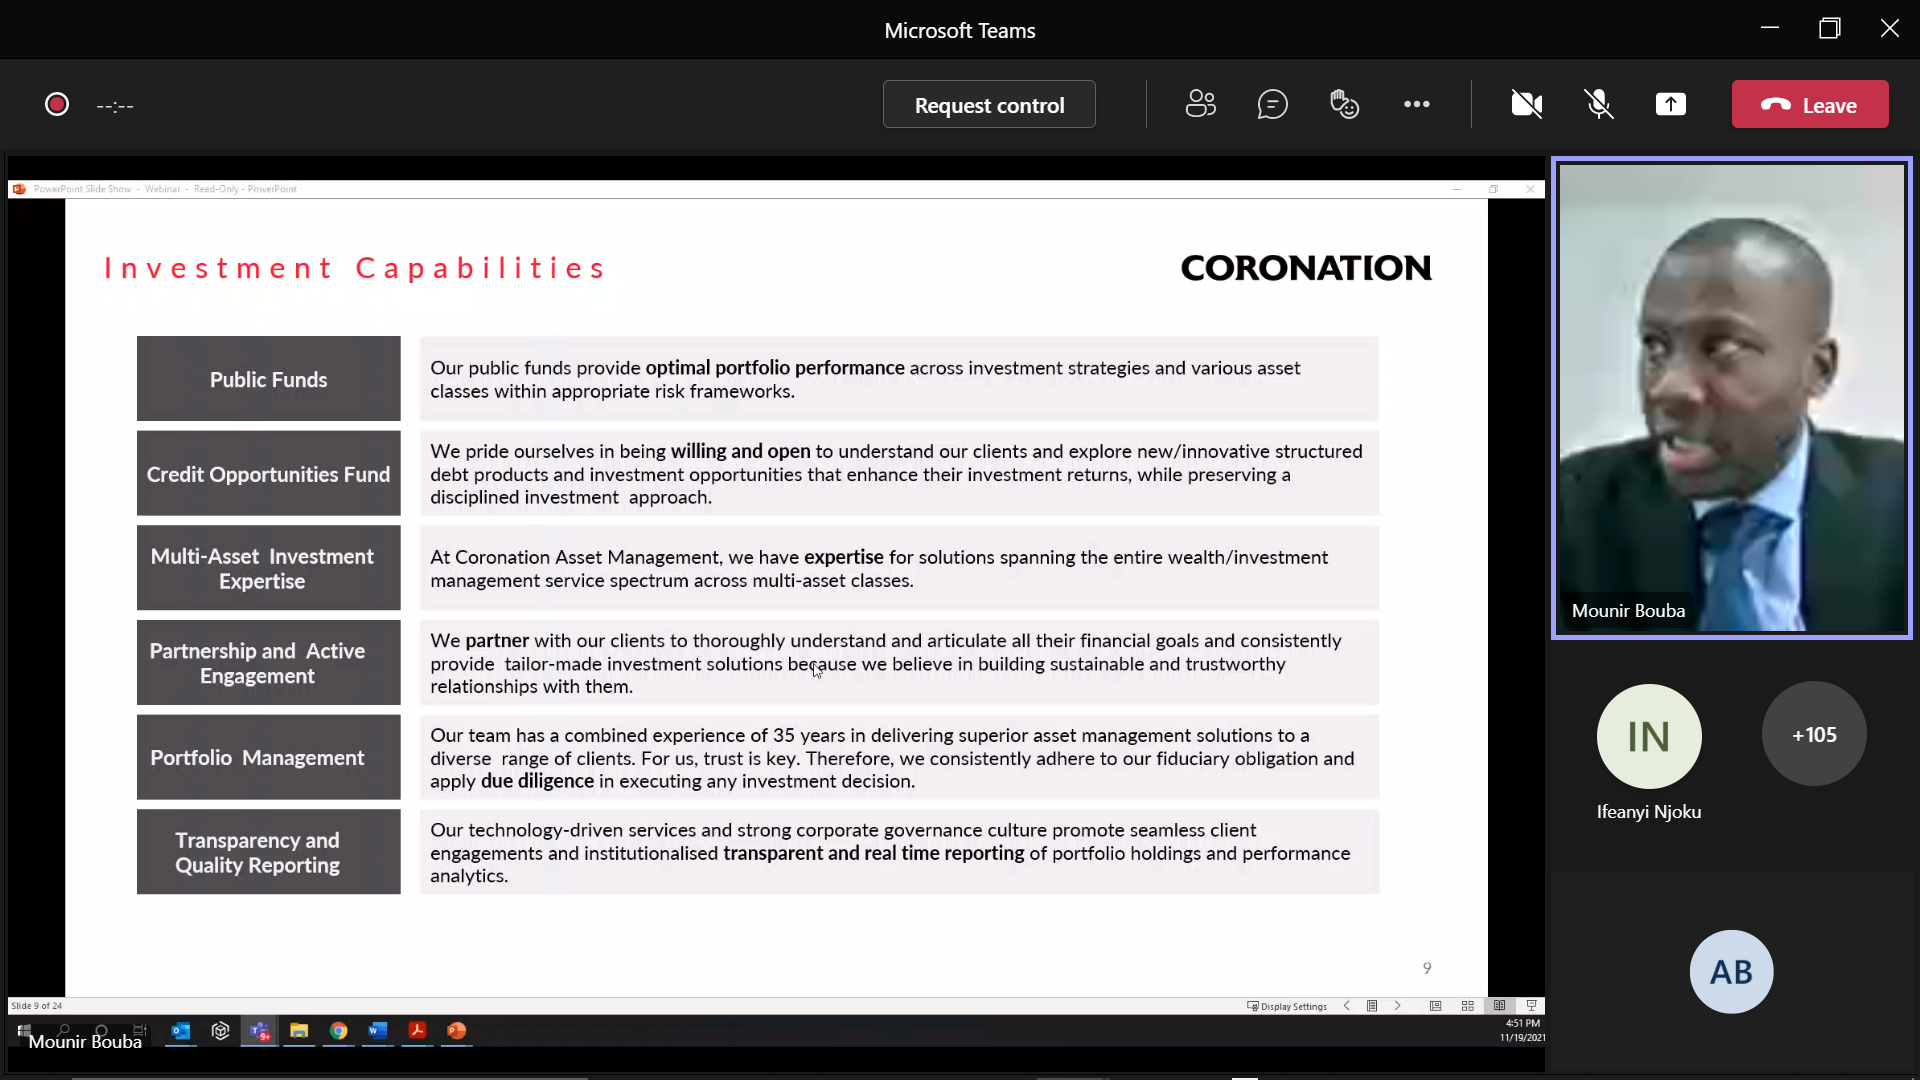 Microsoft Teams
--:--
Request control
Leave
PowerPoint Slide Show - Webinar - Read-Only - PowerPoint
Investment Capabilities
CORONATION
Public Funds
Our public funds provide optimal portfolio performance across investment strategies and various asset
classes within appropriate risk frameworks.
Credit Opportunities Fund
We pride ourselves in being willing and open to understand our clients and explore new/innovative structured
debt products and investment opportunities that enhance their investment returns, while preserving a
disciplined investment approach.
Multi-Asset Investment
Expertise
At Coronation Asset Management, we have expertise for solutions spanning the entire wealth/investment
management service spectrum across multi-asset classes.
Partnership and Active
Engagement
We partner with our clients to thoroughly understand and articulate all their financial goals and consistently
provide tailor-made investment solutions because we believe in building sustainable and trustworthy
relationships with them.
Portfolio Management
Our team has a combined experience of 35 years in delivering superior asset management solutions to a
diverse range of clients. For us, trust is key. Therefore, we consistently adhere to our fiduciary obligation and
apply due diligence in executing any investment decision.
Transparency and
Quality Reporting
Our technology-driven services and strong corporate governance culture promote seamless client
engagements and institutionalised transparent and real time reporting of portfolio holdings and performance
analytics.
9
Slide 9 of 24
Display Settings
4:51 PM
11/19/2021
Mounir Bouba
Mounir Bouba
IN
+105
Ifeanyi Njoku
AB